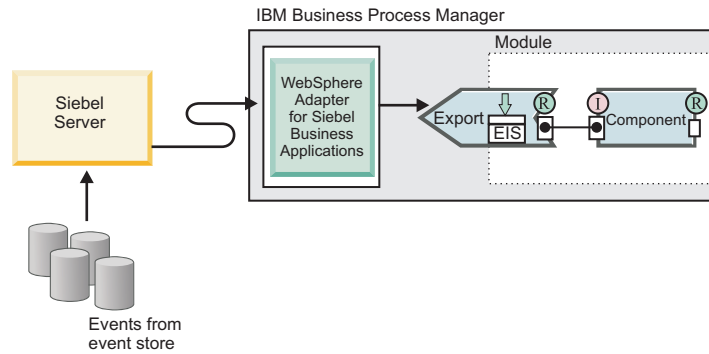 IBM Business Process Manager
Module
Siebel
Server
WebSphere
Adapter
for Siebel
Business
Applications
Export
EIS
R
I
Component
R
Events from
event store